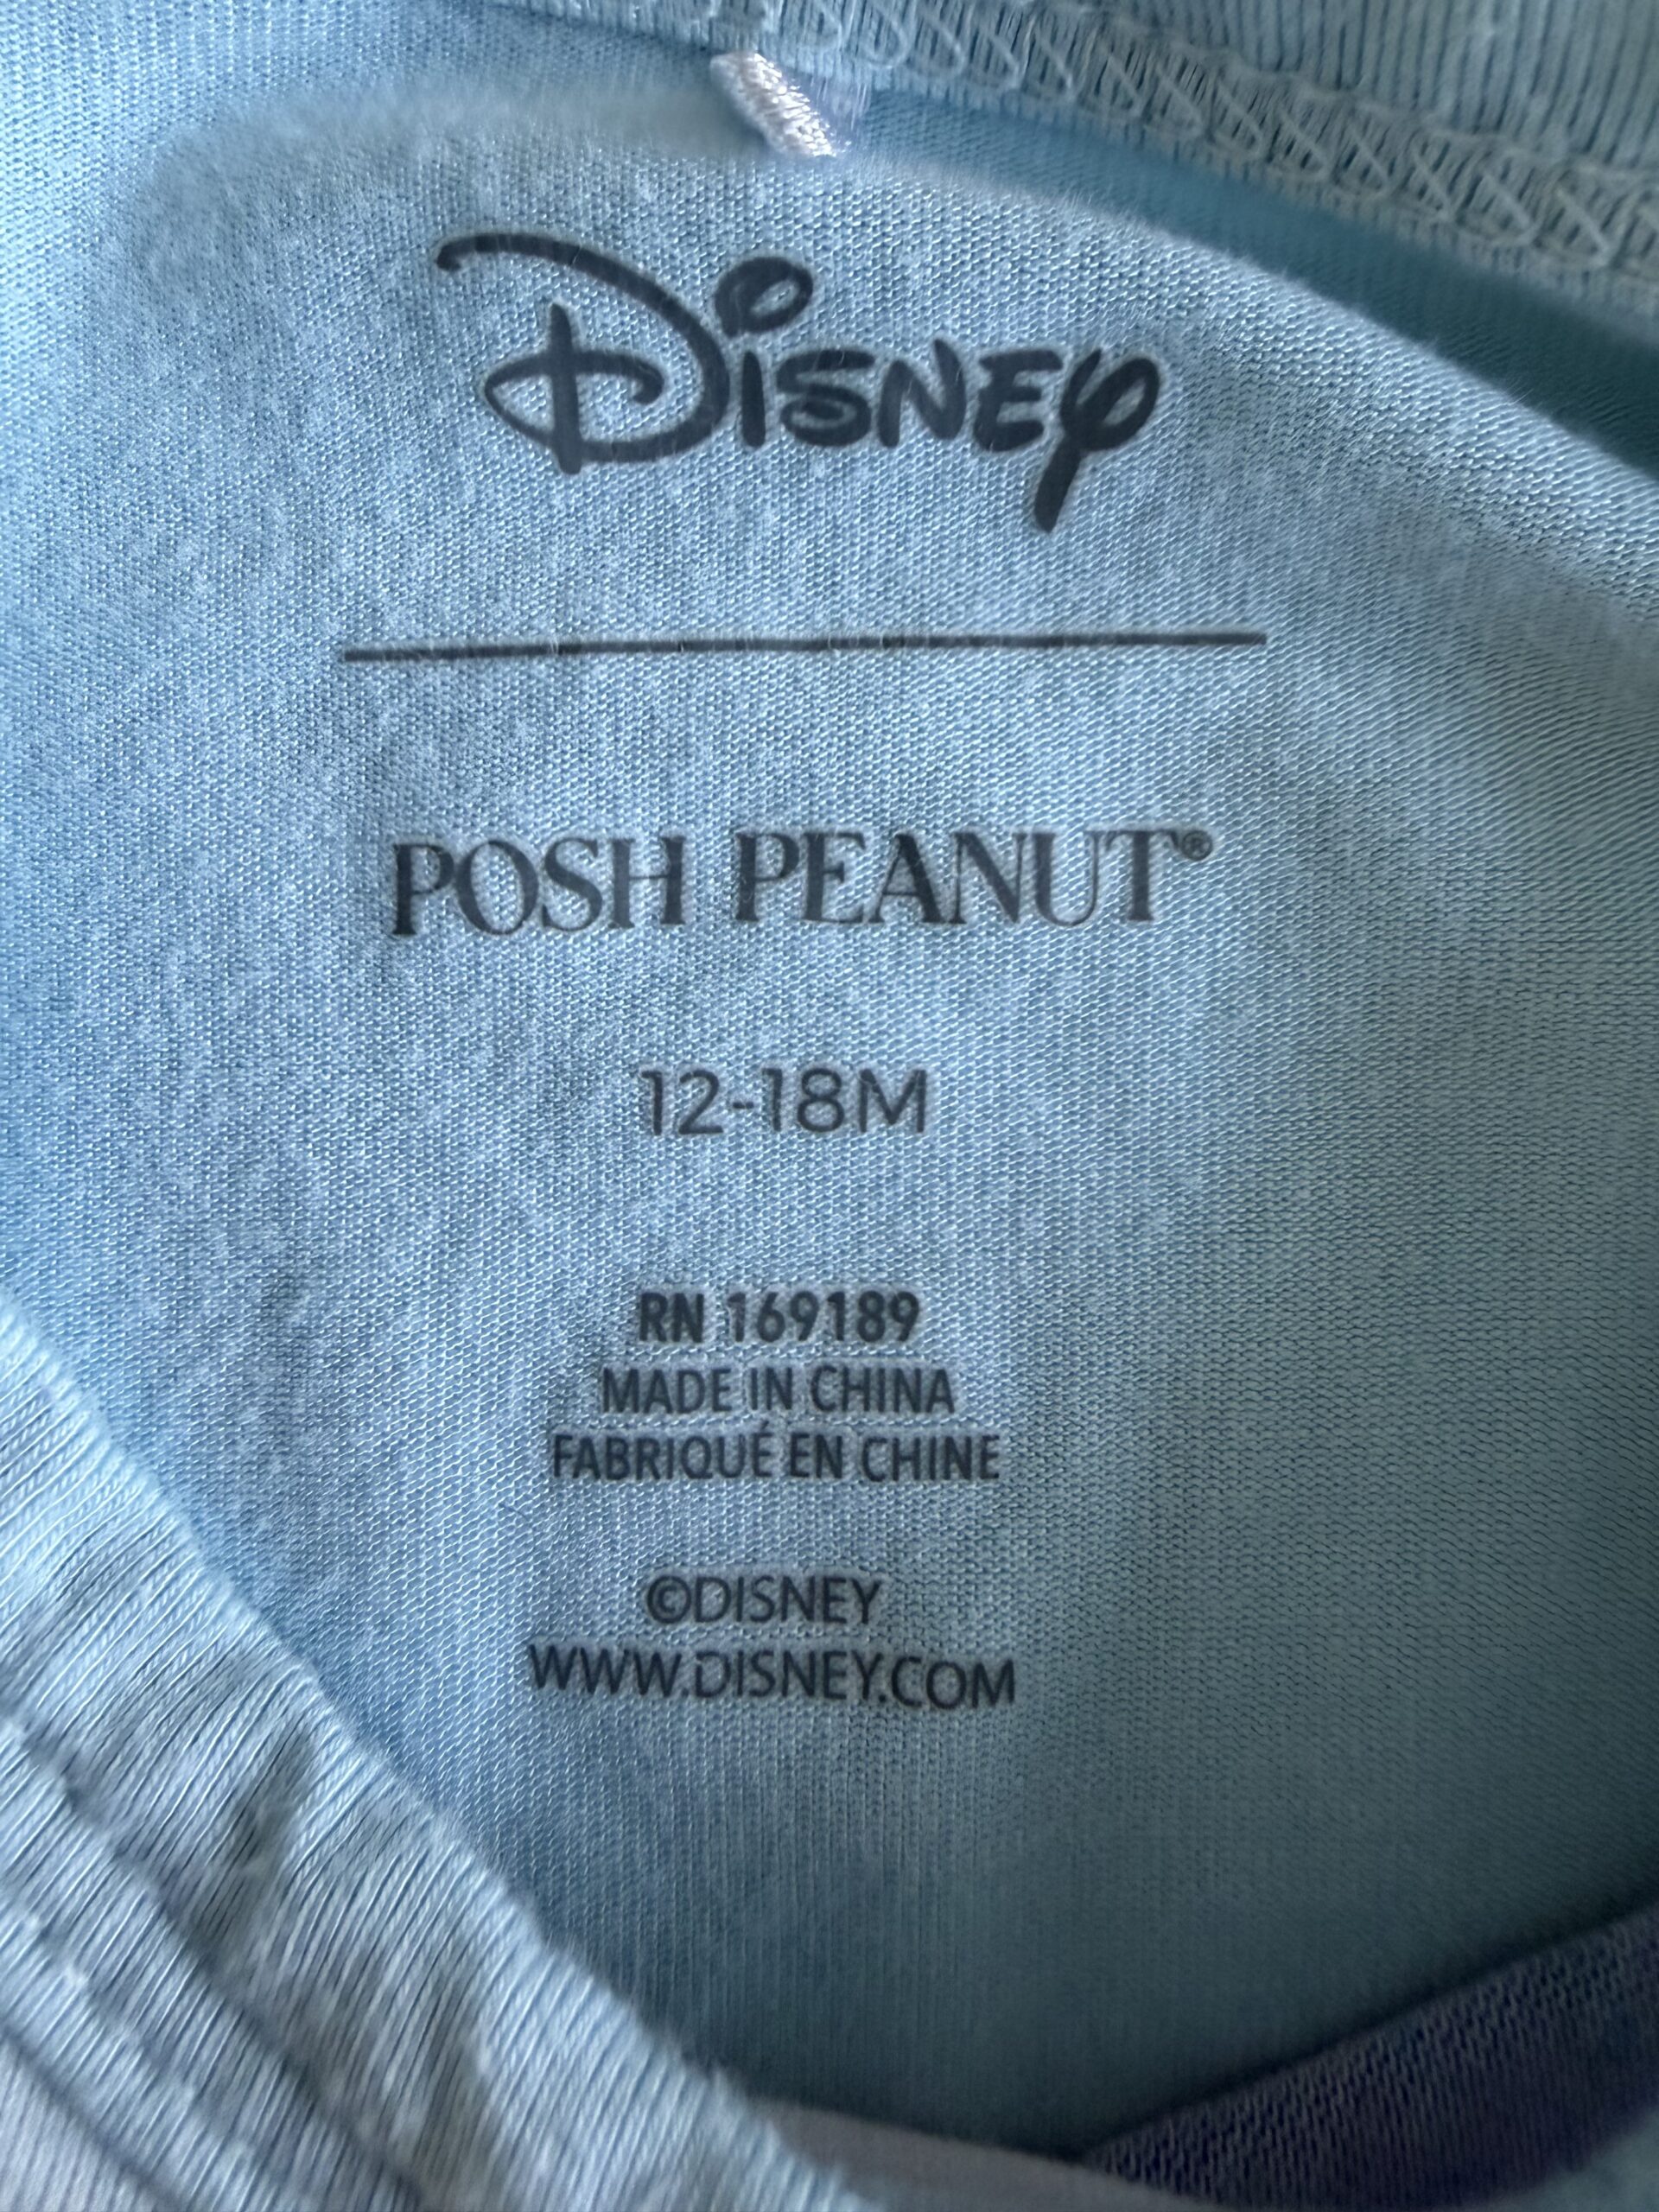 Disney
POSH PEANUT®
12-18M
RN 169189
MADE IN CHINA
FABRIQUÉ EN CHINE
©DISNEY
WWW.DISNEY.COM